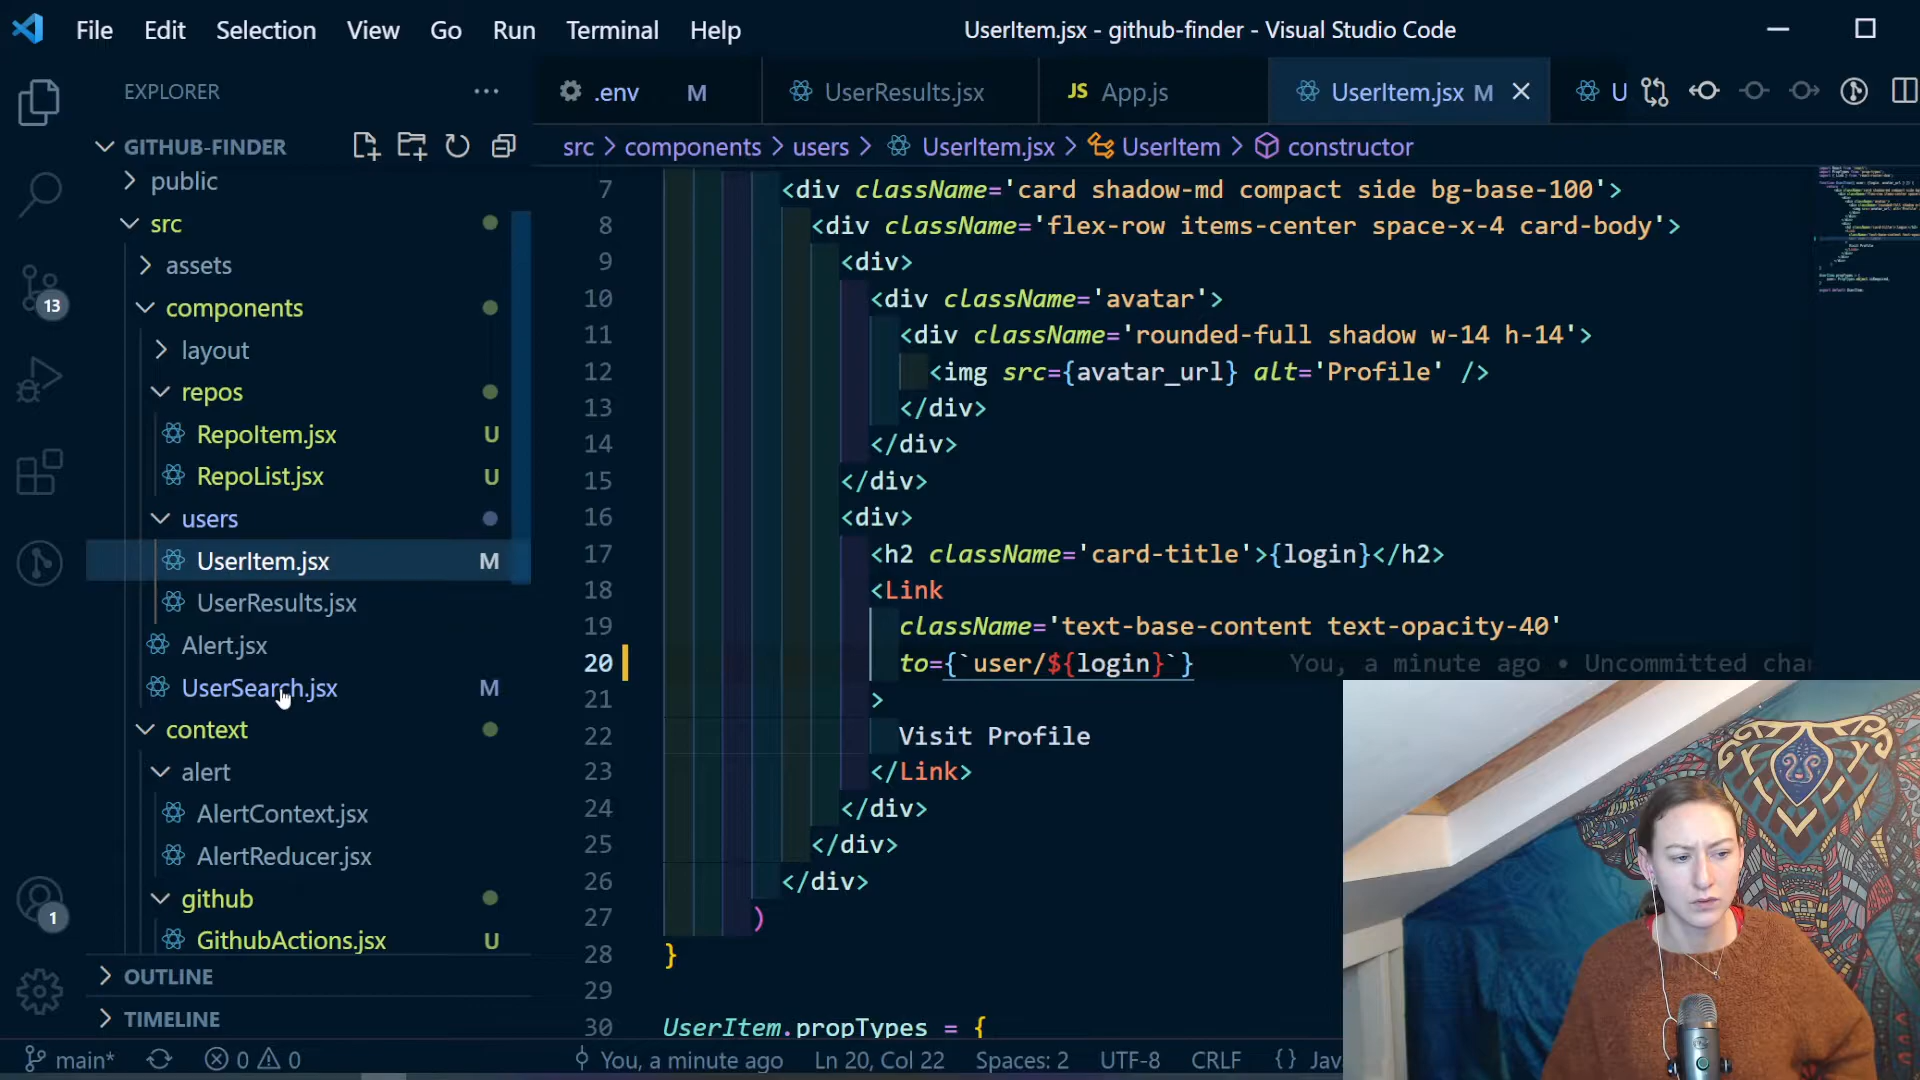 File Edit Selection View Go Run Terminal Help
UserItem.jsx - github-finder - Visual Studio Code
EXPLORER
.env M
UserResults.jsx
JS App.js
UserItem.jsx M
U
GITHUB-FINDER
src > components > users > UserItem.jsx > UserItem > constructor
public
src
assets
components
layout
repos
RepoItem.jsx U
RepoList.jsx U
users
UserItem.jsx M
UserResults.jsx
Alert.jsx
UserSearch.jsx M
context
alert
AlertContext.jsx
AlertReducer.jsx
github
GithubActions.jsx U
OUTLINE
TIMELINE
13
1
7 <div className='card shadow-md compact side bg-base-100'>
8 <div className='flex-row items-center space-x-4 card-body'>
9 <div>
10 <div className='avatar'>
11 <div className='rounded-full shadow w-14 h-14'>
12 <img src={avatar_url} alt='Profile' />
13 </div>
14 </div>
15 </div>
16 <div>
17 <h2 className='card-title'>{login}</h2>
18 <Link
19 className='text-base-content text-opacity-40'
20 to={`user/${login}`} You, a minute ago • Uncommitted cha
21 >
22 Visit Profile
23 </Link>
24 </div>
25 </div>
26 </div>
27 )
28 }
29
30 UserItem.propTypes = {
main* 0 0 You, a minute ago Ln 20, Col 22 Spaces: 2 UTF-8 CRLF {} Jav